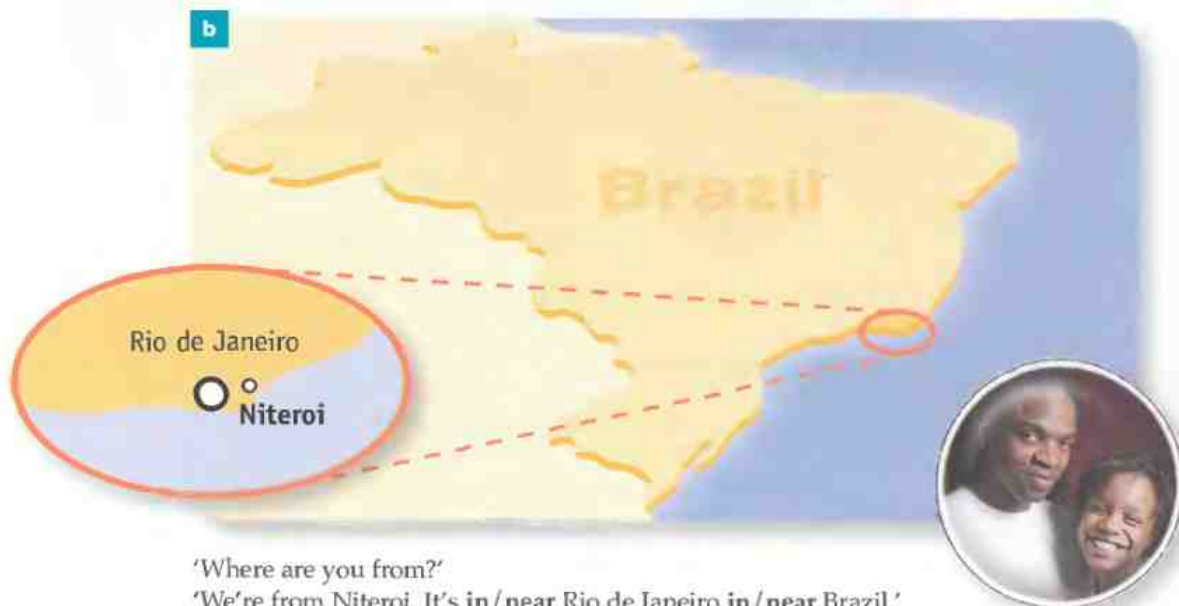 b
Brazil
Rio de Janeiro
Niteroi
'Where are you from?'
'We're from Niteroi. It's in/near Rio de Janeiro in/near Brazil.'